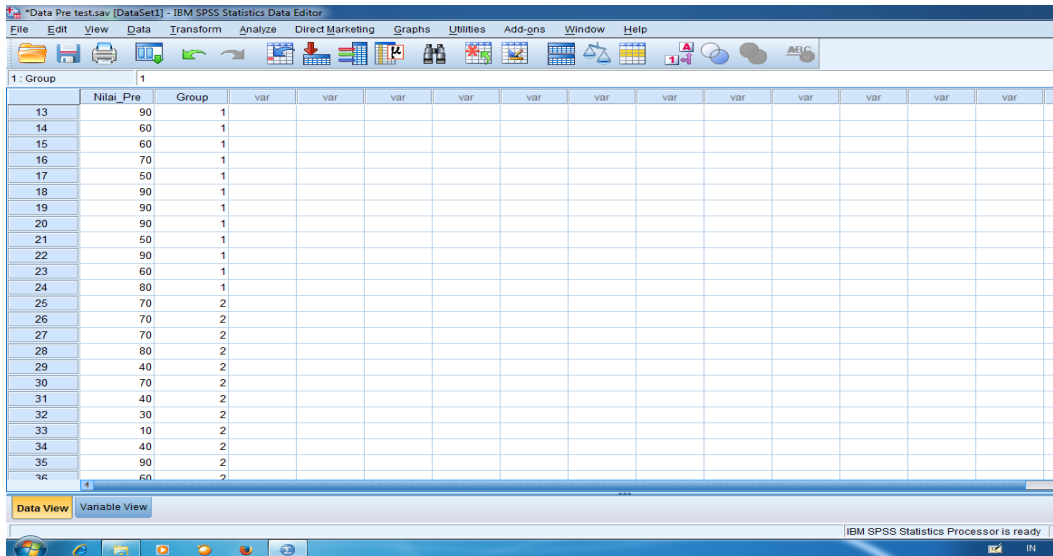 *Data Pre test.sav [DataSet1] - IBM SPSS Statistics Data Editor
File Edit View Data Transform Analyze Direct Marketing Graphs Utilities Add-ons Window Help
1 : Group 1
Nilai_Pre Group var var var var var var var var var var var
13 90 1
14 60 1
15 60 1
16 70 1
17 50 1
18 90 1
19 90 1
20 90 1
21 50 1
22 90 1
23 60 1
24 80 1
25 70 2
26 70 2
27 70 2
28 80 2
29 40 2
30 70 2
31 40 2
32 30 2
33 10 2
34 40 2
35 90 2
36 60 2
Data View Variable View
IBM SPSS Statistics Processor is ready
IN